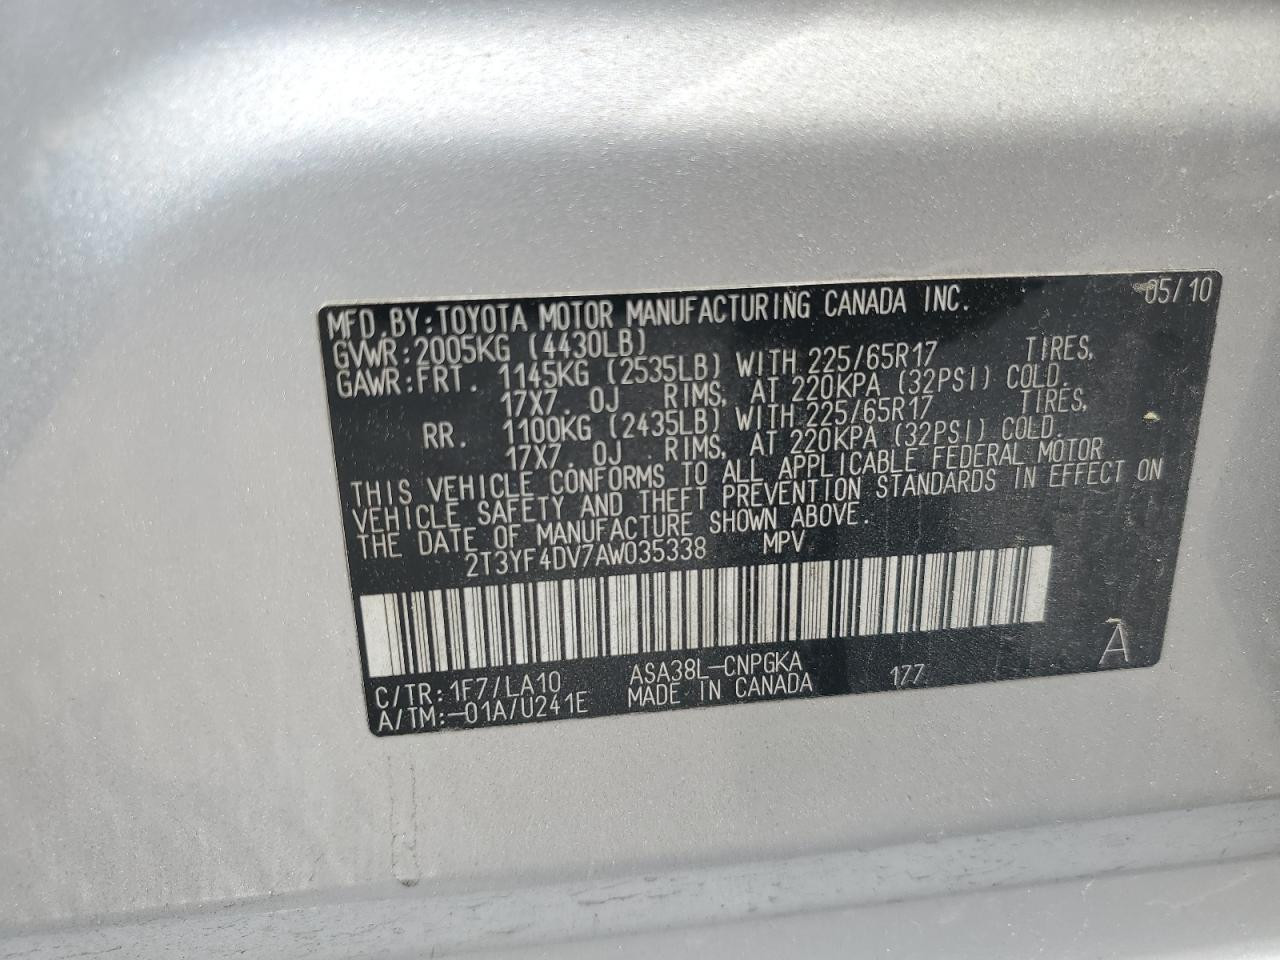 MFD.BY:TOYOTA MOTOR MANUFACTURING CANADA INC. 05/10
GVWR:2005KG (4430LB)
GAWR:FRT. 1145KG (2535LB) WITH 225/65R17 TIRES,
17X7.0J RIMS, AT 220KPA (32PSI) COLD.
RR. 1100KG (2435LB) WITH 225/65R17 TIRES,
17X7.0J RIMS, AT 220KPA (32PSI) COLD.
THIS VEHICLE CONFORMS TO ALL APPLICABLE FEDERAL MOTOR
VEHICLE SAFETY AND THEFT PREVENTION STANDARDS IN EFFECT ON
THE DATE OF MANUFACTURE SHOWN ABOVE.
2T3YF4DV7AW035338 MPV
C/TR:1F7/LA10 ASA38L-CNPGKA 177 A
A/TM:-01A/U241E MADE IN CANADA